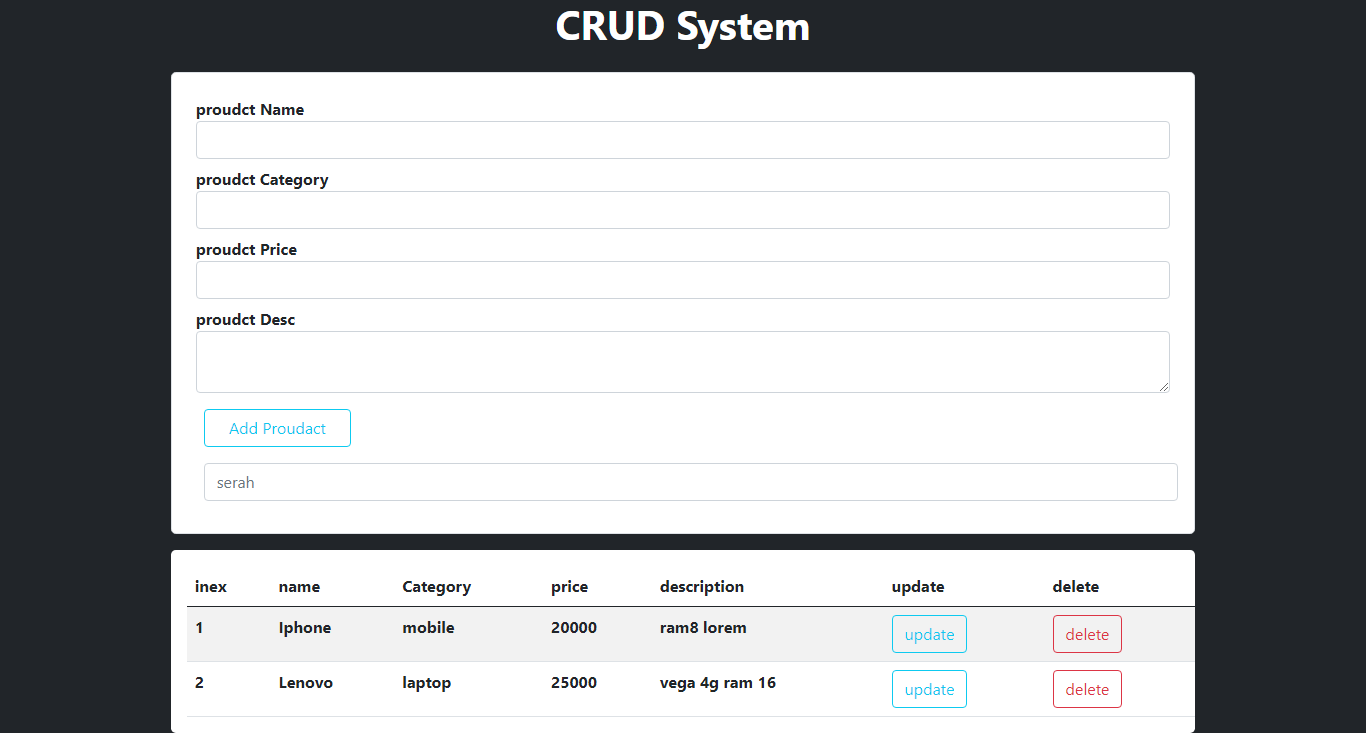 CRUD System
proudct Name
proudct Category
proudct Price
proudct Desc
Add Proudact
serah
inex name Category price description update delete
1 Iphone mobile 20000 ram8 lorem update delete
2 Lenovo laptop 25000 vega 4g ram 16 update delete